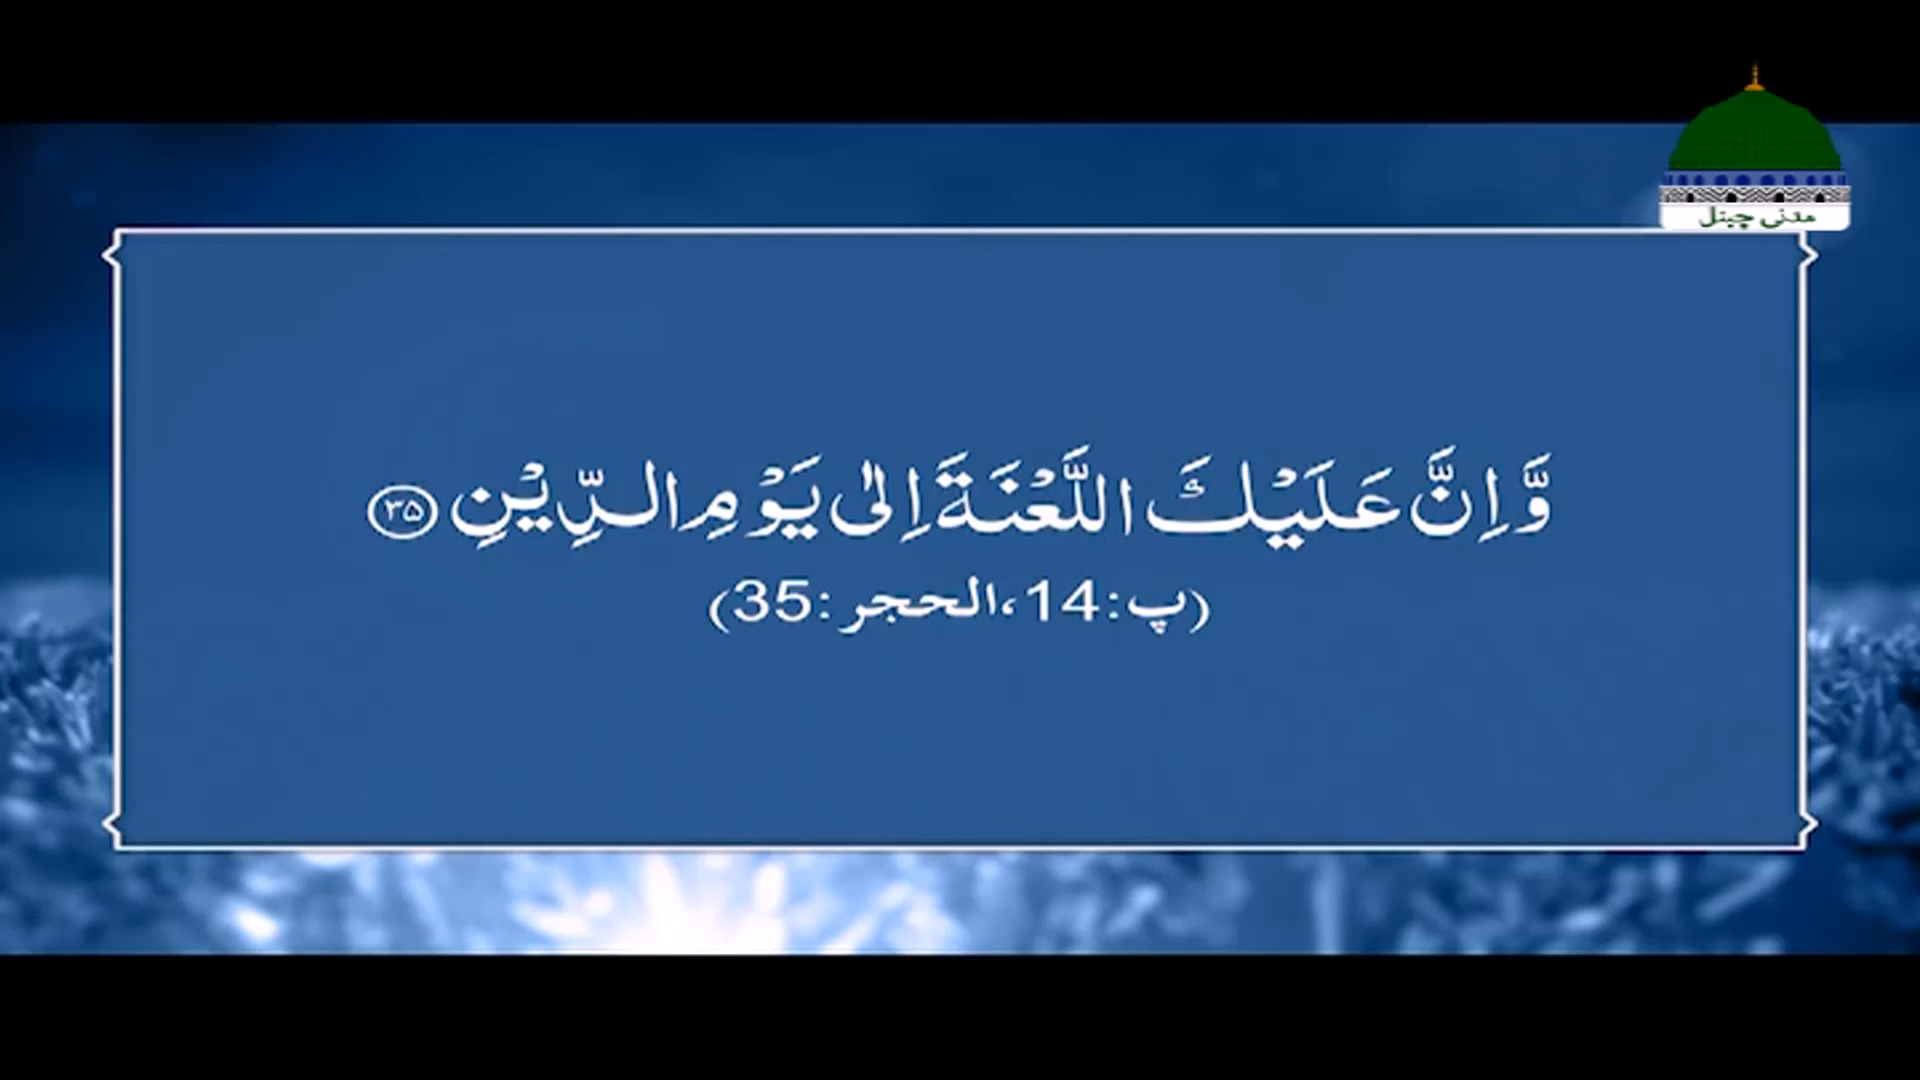 مدنی چینل
وَّ اِنَّ عَلَيْكَ اللَّعْنَةَ اِلٰى يَوْمِ الدِّيْنِ ﴿۳۵﴾
(پ:14،الحجر:35)